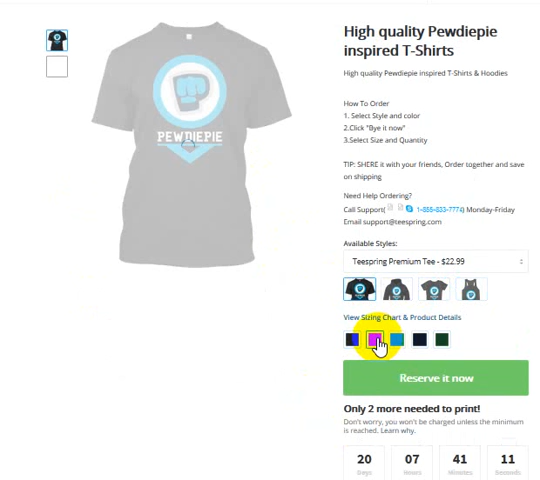 High quality Pewdiepie
inspired T-Shirts
High quality Pewdiepie inspired T-Shirts & Hoodies
How To Order
1. Select Style and color
2.Click "Bye it now"
3.Select Size and Quantity
TIP: SHERE it with your friends, Order together and save
on shipping
Need Help Ordering?
Call Support( 1-855-833-7774) Monday-Friday
Email support@teespring.com
Available Styles:
Teespring Premium Tee - $22.99
View Sizing Chart & Product Details
Reserve it now
Only 2 more needed to print!
Don't worry, you won't be charged unless the minimum
is reached. Learn why.
20 07 41 11
Days Hours Minutes Seconds
PEWDIEPIE